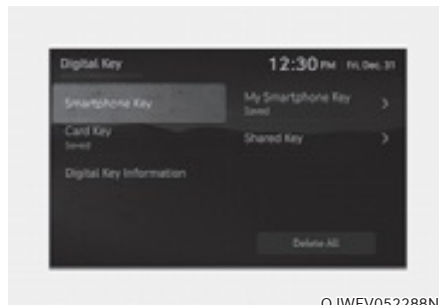 Digital Key 12:30 PM Fri, Dec. 31
Smartphone Key
My Smartphone Key
Saved
Card Key
Saved
Shared Key
Digital Key Information
Delete All
OJWEV052288N